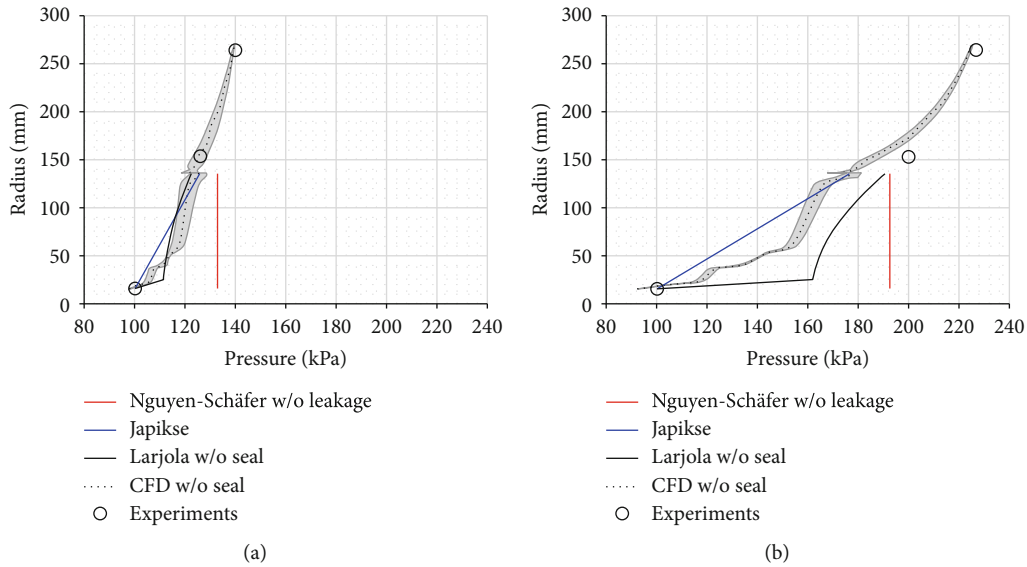 300
250
200
150
100
50
0
Radius (mm)
80 100 120 140 160 180 200 220 240
Pressure (kPa)
Nguyen-Schäfer w/o leakage
Japikse
Larjola w/o seal
CFD w/o seal
Experiments
(a)
300
250
200
150
100
50
0
Radius (mm)
80 100 120 140 160 180 200 220 240
Pressure (kPa)
Nguyen-Schäfer w/o leakage
Japikse
Larjola w/o seal
CFD w/o seal
Experiments
(b)